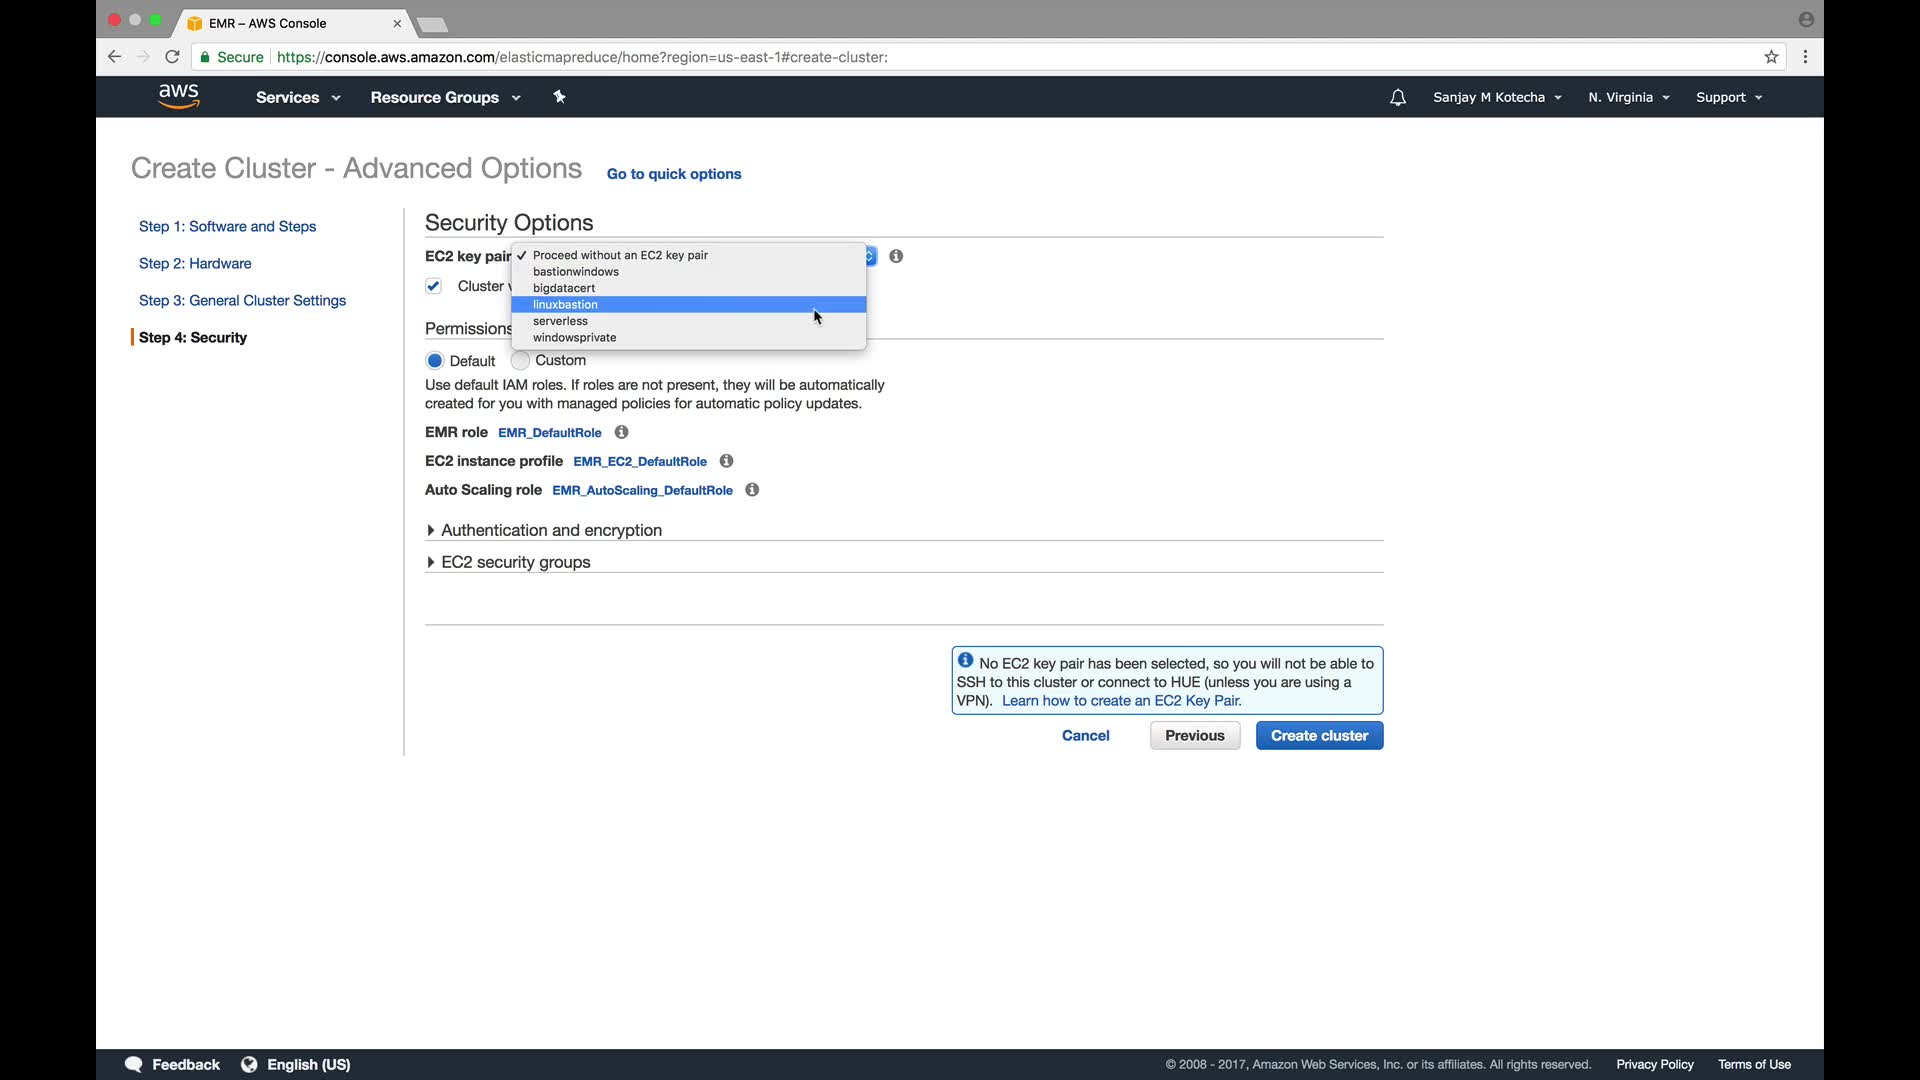 EMR – AWS Console
Secure https://console.aws.amazon.com/elasticmapreduce/home?region=us-east-1#create-cluster:
aws Services Resource Groups Sanjay M Kotecha N. Virginia Support
Create Cluster - Advanced Options Go to quick options
Step 1: Software and Steps
Step 2: Hardware
Step 3: General Cluster Settings
Step 4: Security
Security Options
EC2 key pair
Proceed without an EC2 key pair
bastionwindows
bigdatacert
linuxbastion
serverless
windowsprivate
Cluster v
Permissions
Default Custom
Use default IAM roles. If roles are not present, they will be automatically
created for you with managed policies for automatic policy updates.
EMR role EMR_DefaultRole
EC2 instance profile EMR_EC2_DefaultRole
Auto Scaling role EMR_AutoScaling_DefaultRole
Authentication and encryption
EC2 security groups
No EC2 key pair has been selected, so you will not be able to
SSH to this cluster or connect to HUE (unless you are using a
VPN). Learn how to create an EC2 Key Pair.
Cancel Previous Create cluster
Feedback English (US) © 2008 - 2017, Amazon Web Services, Inc. or its affiliates. All rights reserved. Privacy Policy Terms of Use